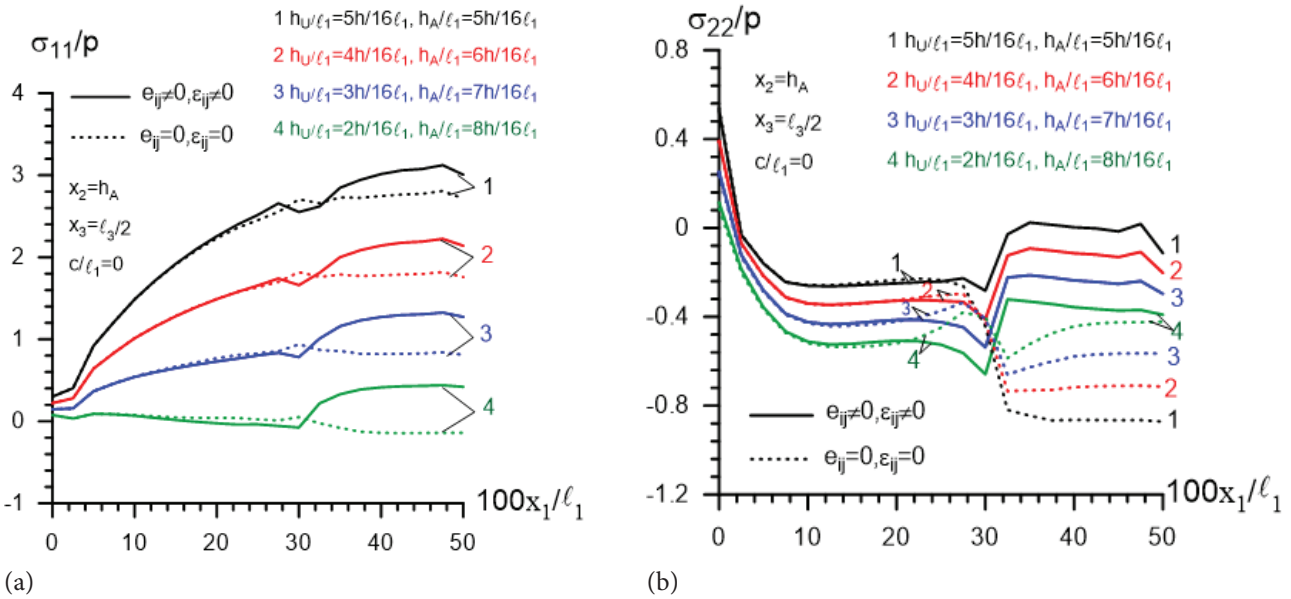 σ11/p
1 hU/ℓ1=5h/16ℓ1, hA/ℓ1=5h/16ℓ1
2 hU/ℓ1=4h/16ℓ1, hA/ℓ1=6h/16ℓ1
3 hU/ℓ1=3h/16ℓ1, hA/ℓ1=7h/16ℓ1
4 hU/ℓ1=2h/16ℓ1, hA/ℓ1=8h/16ℓ1
eij≠0,εij≠0
eij=0,εij=0
x2=hA
x3=ℓ3/2
c/ℓ1=0
4
3
2
1
0
-1
1
2
3
4
0 10 20 30 40 50
100x1/ℓ1
(a)
σ22/p
1 hU/ℓ1=5h/16ℓ1, hA/ℓ1=5h/16ℓ1
2 hU/ℓ1=4h/16ℓ1, hA/ℓ1=6h/16ℓ1
3 hU/ℓ1=3h/16ℓ1, hA/ℓ1=7h/16ℓ1
4 hU/ℓ1=2h/16ℓ1, hA/ℓ1=8h/16ℓ1
x2=hA
x3=ℓ3/2
c/ℓ1=0
0.8
0.4
0
-0.4
-0.8
-1.2
1
2
3
4
1
2
3
4
3
2
1
eij≠0,εij≠0
eij=0,εij=0
0 10 20 30 40 50
100x1/ℓ1
(b)